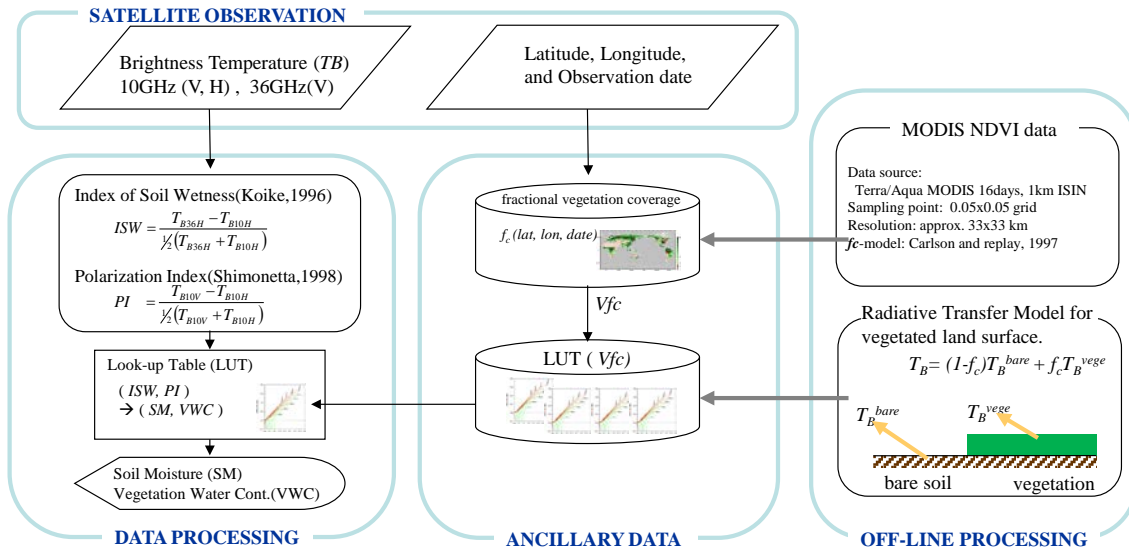 SATELLITE OBSERVATION
Brightness Temperature (TB)
10GHz (V, H) , 36GHz(V)
Latitude, Longitude,
and Observation date
Index of Soil Wetness(Koike,1996)
ISW = (T_B36H − T_B10H) / (½(T_B36H + T_B10H))
Polarization Index(Shimonetta,1998)
PI = (T_B10V − T_B10H) / (½(T_B10V + T_B10H))
Look-up Table (LUT)
( ISW, PI )
→ ( SM, VWC )
Soil Moisture (SM)
Vegetation Water Cont.(VWC)
DATA PROCESSING
fractional vegetation coverage
f_c (lat, lon, date)
Vfc
LUT ( Vfc)
ANCILLARY DATA
MODIS NDVI data
Data source:
Terra/Aqua MODIS 16days, 1km ISIN
Sampling point: 0.05x0.05 grid
Resolution: approx. 33x33 km
fc-model: Carlson and replay, 1997
Radiative Transfer Model for
vegetated land surface.
T_B= (1-f_c)T_B^bare + f_cT_B^vege
T_B^bare
T_B^vege
bare soil
vegetation
OFF-LINE PROCESSING